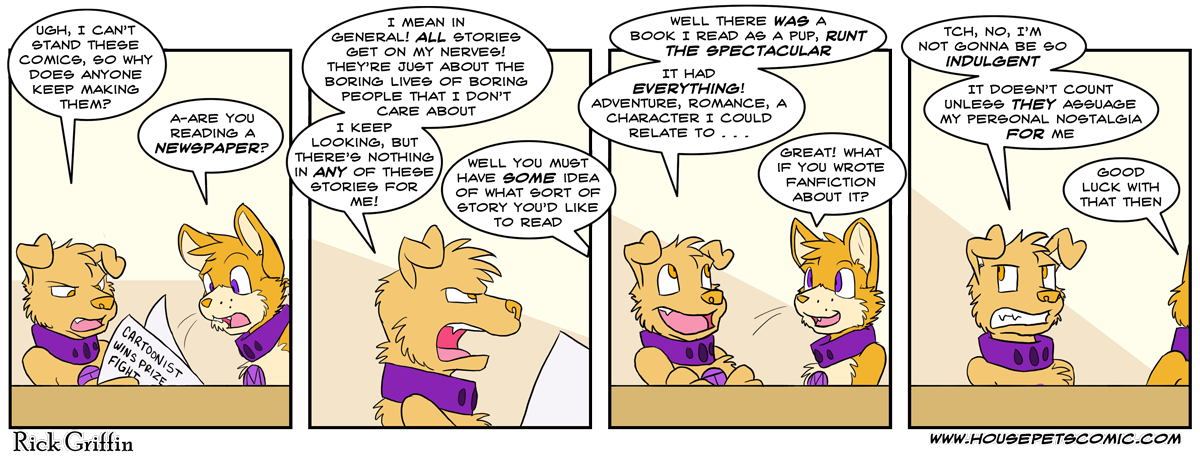 UGH, I CAN'T
STAND THESE
COMICS, SO WHY
DOES ANYONE
KEEP MAKING
THEM?
A-ARE YOU
READING A
NEWSPAPER?
CARTOONIST
WINS PRIZE
FIGHT
I MEAN IN
GENERAL! ALL STORIES
GET ON MY NERVES!
THEY'RE JUST ABOUT THE
BORING LIVES OF BORING
PEOPLE THAT I DON'T
CARE ABOUT
I KEEP
LOOKING, BUT
THERE'S NOTHING
IN ANY OF THESE
STORIES FOR
ME!
WELL YOU MUST
HAVE SOME IDEA
OF WHAT SORT OF
STORY YOU'D LIKE
TO READ
WELL THERE WAS A
BOOK I READ AS A PUP, RUNT
THE SPECTACULAR
IT HAD
EVERYTHING!
ADVENTURE, ROMANCE, A
CHARACTER I COULD
RELATE TO . . .
GREAT! WHAT
IF YOU WROTE
FANFICTION
ABOUT IT?
TCH, NO, I'M
NOT GONNA BE SO
INDULGENT
IT DOESN'T COUNT
UNLESS THEY ASSUAGE
MY PERSONAL NOSTALGIA
FOR ME
GOOD
LUCK WITH
THAT THEN
Rick Griffin
WWW.HOUSEPETSCOMIC.COM